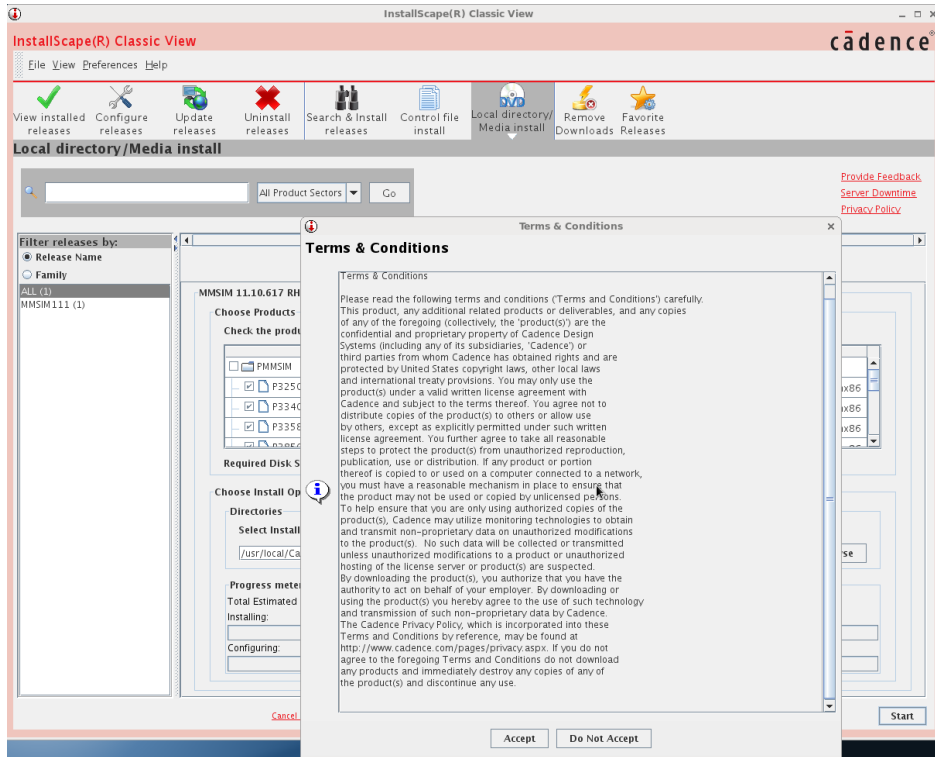 InstallScape(R) Classic View
InstallScape(R) Classic View
cādence®
File View Preferences Help
View installed releases
Configure releases
Update releases
Uninstall releases
Search & Install releases
Control file install
Local directory/ Media install
Remove Downloads
Favorite Releases
Local directory/Media install
All Product Sectors
Go
Provide Feedback
Server Downtime
Privacy Policy
Filter releases by:
Release Name
Family
ALL (1)
MMSIM111 (1)
MMSIM 11.10.617 RH
Choose Products
Check the produ
PMMSIM
P3250
P3340
P3358
nx86
ux86
x86
Required Disk S
Choose Install Op
Directories
Select Install
/usr/local/Ca
se
Progress mete
Total Estimated
Installing:
Configuring:
Cancel
Start
Terms & Conditions
Terms & Conditions
Terms & Conditions
Please read the following terms and conditions ('Terms and Conditions') carefully.
This product, any additional related products or deliverables, and any copies
of any of the foregoing (collectively, the 'product(s)') are the
confidential and proprietary property of Cadence Design
Systems (including any of its subsidiaries, 'Cadence') or
third parties from whom Cadence has obtained rights and are
protected by United States copyright laws, other local laws
and international treaty provisions. You may only use the
product(s) under a valid written license agreement with
Cadence and subject to the terms thereof. You agree not to
distribute copies of the product(s) to others or allow use
by others, except as explicitly permitted under such written
license agreement. You further agree to take all reasonable
steps to protect the product(s) from unauthorized reproduction,
publication, use or distribution. If any product or portion
thereof is copied to or used on a computer connected to a network,
you must have a reasonable mechanism in place to ensure that
the product may not be used or copied by unlicensed persons.
To help ensure that you are only using authorized copies of the
product(s), Cadence may utilize monitoring technologies to obtain
and transmit non-proprietary data on unauthorized modifications
to the product(s). No such data will be collected or transmitted
unless unauthorized modifications to a product or unauthorized
hosting of the license server or product(s) are suspected.
By downloading the product(s), you authorize that you have the
authority to act on behalf of your employer. By downloading or
using the product(s) you hereby agree to the use of such technology
and transmission of such non-proprietary data by Cadence.
The Cadence Privacy Policy, which is incorporated into these
Terms and Conditions by reference, may be found at
http://www.cadence.com/pages/privacy.aspx. If you do not
agree to the foregoing Terms and Conditions do not download
any products and immediately destroy any copies of any of
the product(s) and discontinue any use.
Accept
Do Not Accept